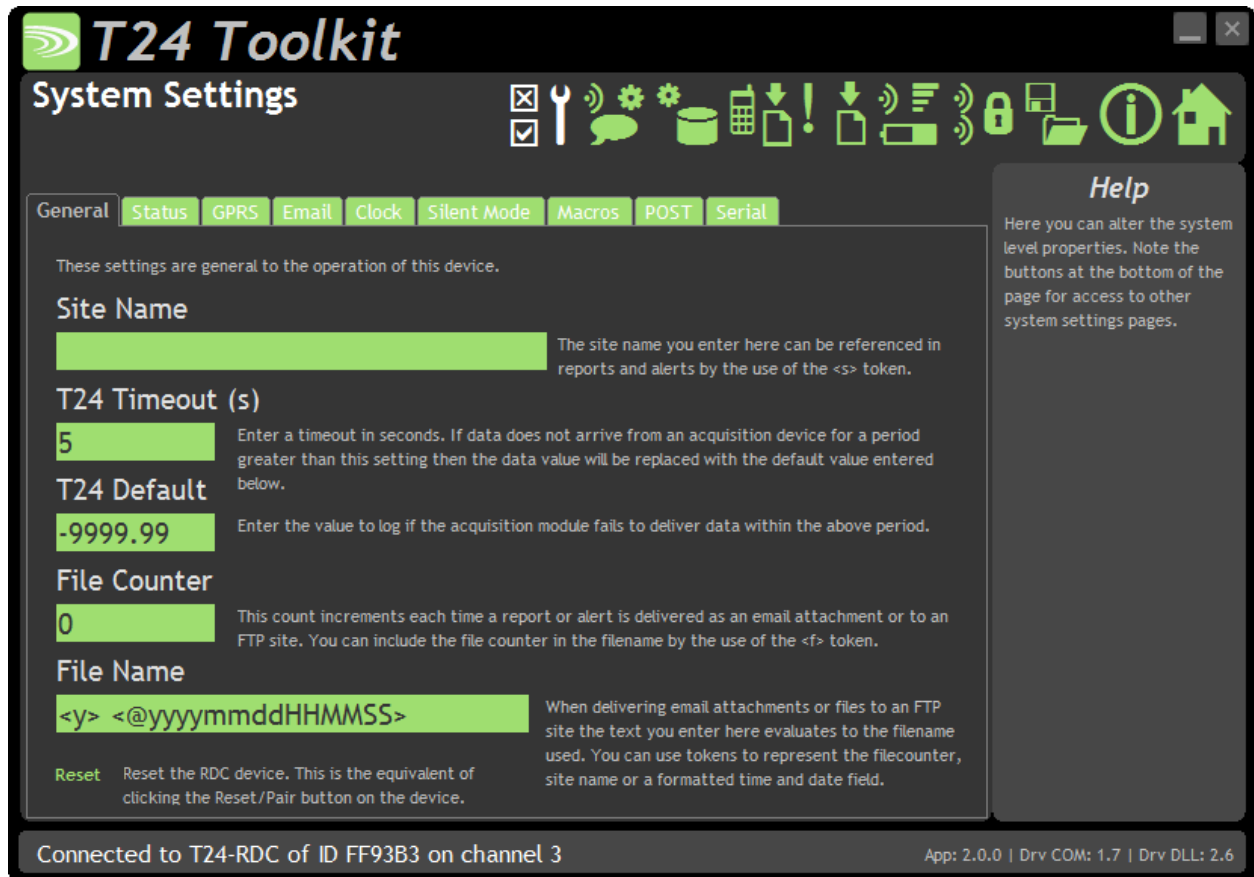 T24 Toolkit
System Settings
General Status GPRS Email Clock Silent Mode Macros POST Serial
These settings are general to the operation of this device.
Site Name
The site name you enter here can be referenced in
reports and alerts by the use of the <s> token.
T24 Timeout (s)
5
Enter a timeout in seconds. If data does not arrive from an acquisition device for a period
greater than this setting then the data value will be replaced with the default value entered
below.
T24 Default
-9999.99
Enter the value to log if the acquisition module fails to deliver data within the above period.
File Counter
0
This count increments each time a report or alert is delivered as an email attachment or to an
FTP site. You can include the file counter in the filename by the use of the <f> token.
File Name
<y> <@yyyymmddHHMMSS>
When delivering email attachments or files to an FTP
site the text you enter here evaluates to the filename
used. You can use tokens to represent the filecounter,
site name or a formatted time and date field.
Reset
Reset the RDC device. This is the equivalent of
clicking the Reset/Pair button on the device.
Help
Here you can alter the system
level properties. Note the
buttons at the bottom of the
page for access to other
system settings pages.
Connected to T24-RDC of ID FF93B3 on channel 3
App: 2.0.0 | Drv COM: 1.7 | Drv DLL: 2.6